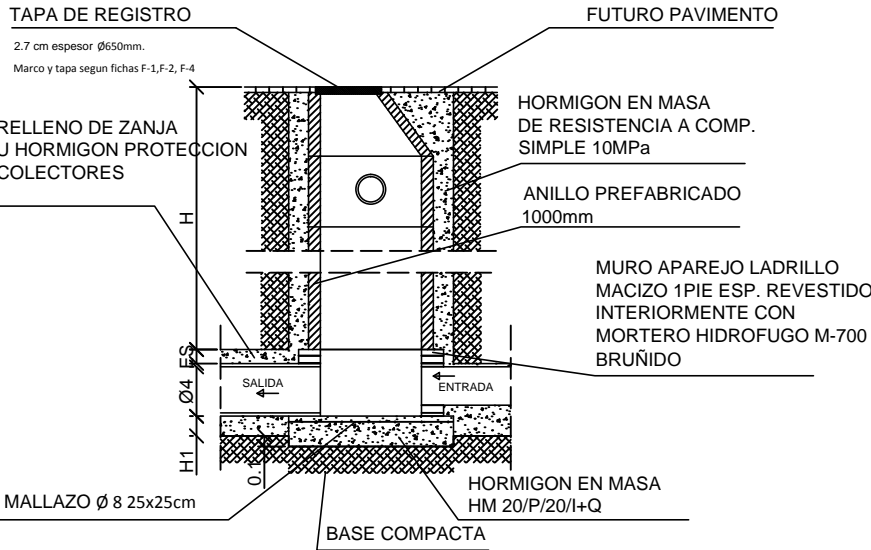 TAPA DE REGISTRO
2.7 cm espesor Ø650mm.
Marco y tapa segun fichas F-1,F-2, F-4
FUTURO PAVIMENTO
RELLENO DE ZANJA
U HORMIGON PROTECCION
COLECTORES
HORMIGON EN MASA
DE RESISTENCIA A COMP.
SIMPLE 10MPa
ANILLO PREFABRICADO
1000mm
MURO APAREJO LADRILLO
MACIZO 1PIE ESP. REVESTIDO
INTERIORMENTE CON
MORTERO HIDROFUGO M-700
BRUÑIDO
H
ES
Ø4
H1
0.1
SALIDA
ENTRADA
MALLAZO Ø 8 25x25cm
HORMIGON EN MASA
HM 20/P/20/I+Q
BASE COMPACTA